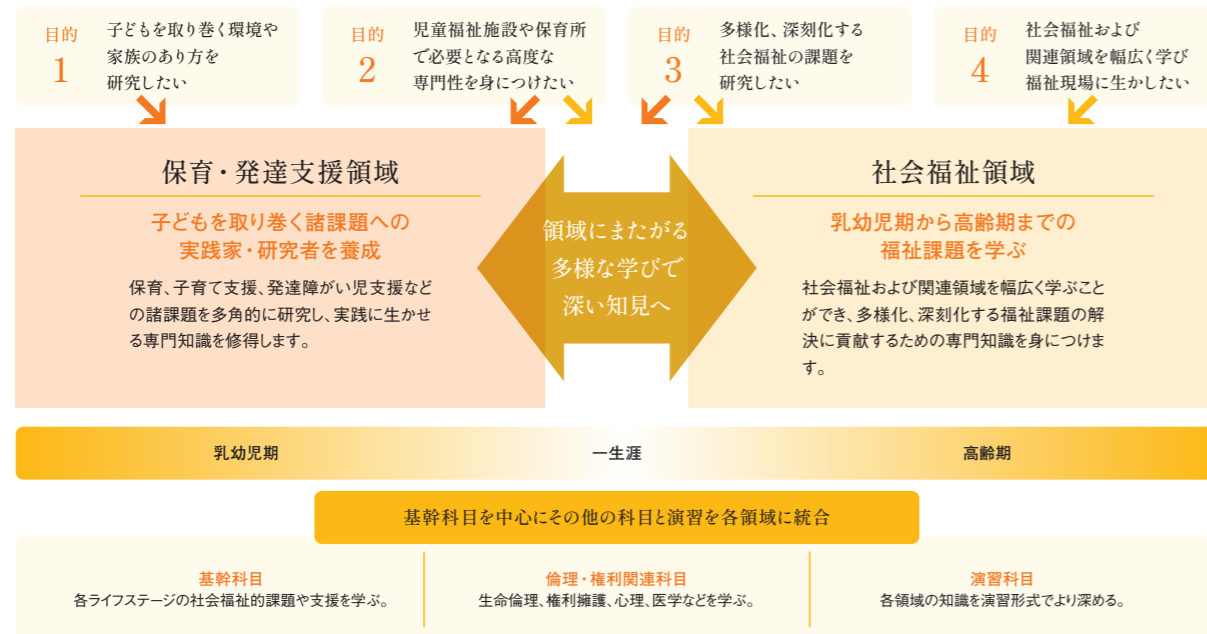 目的
1
子どもを取り巻く環境や
家族のあり方を
研究したい
目的
2
児童福祉施設や保育所
で必要となる高度な
専門性を身につけたい
目的
3
多様化、深刻化する
社会福祉の課題を
研究したい
目的
4
社会福祉および
関連領域を幅広く学び
福祉現場に生かしたい
保育・発達支援領域
子どもを取り巻く諸課題への
実践家・研究者を養成
保育、子育て支援、発達障がい児支援など
の諸課題を多角的に研究し、実践に生かせ
る専門知識を修得します。
領域にまたがる
多様な学びで
深い知見へ
社会福祉領域
乳幼児期から高齢期までの
福祉課題を学ぶ
社会福祉および関連領域を幅広く学ぶこと
ができ、多様化、深刻化する福祉課題の解
決に貢献するための専門知識を身につけま
す。
乳幼児期
一生涯
高齢期
基幹科目を中心にその他の科目と演習を各領域に統合
基幹科目
各ライフステージの社会福祉的課題や支援を学ぶ。
倫理・権利関連科目
生命倫理、権利擁護、心理、医学などを学ぶ。
演習科目
各領域の知識を演習形式でより深める。